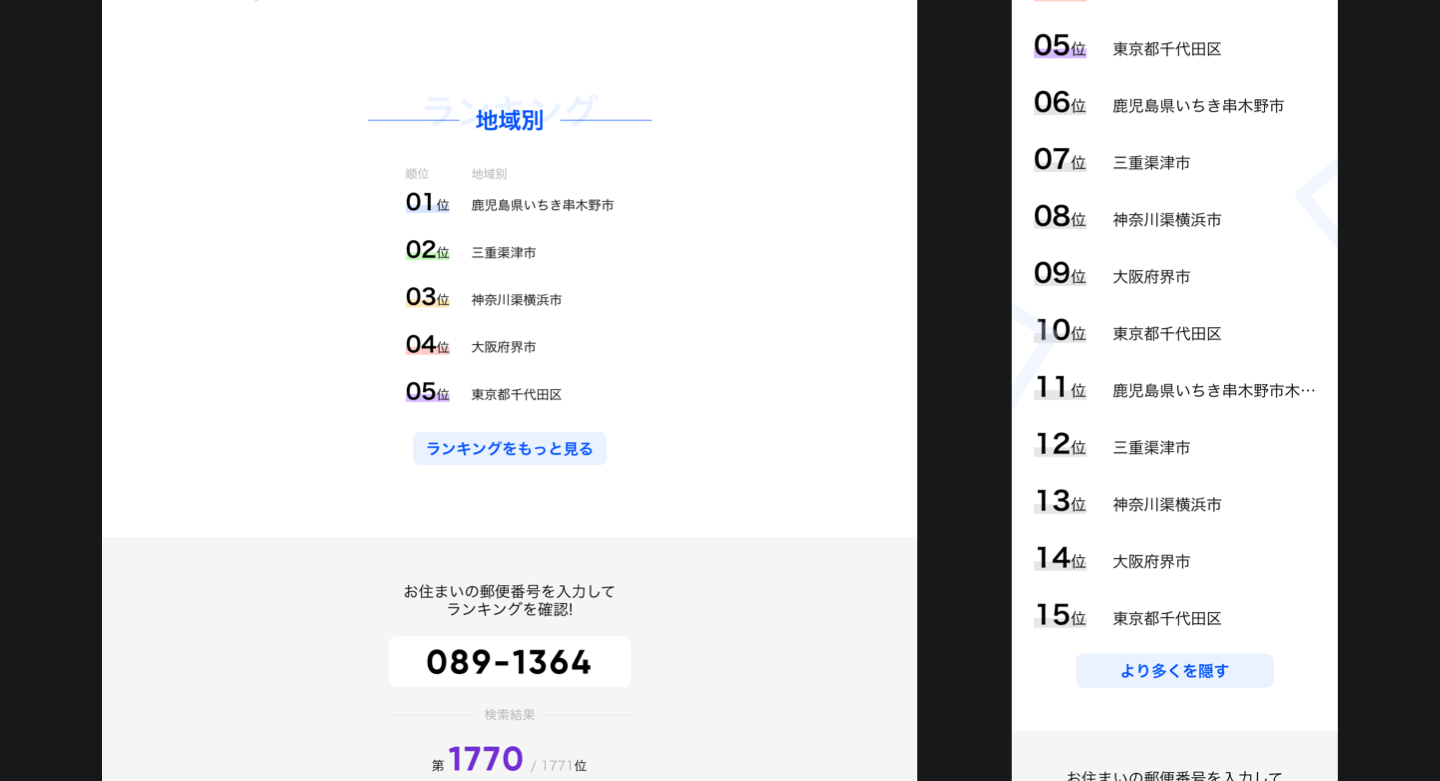 ランキング
地域別
順位 地域別
01位 鹿児島県いちき串木野市
02位 三重渠津市
03位 神奈川渠横浜市
04位 大阪府界市
05位 東京都千代田区
ランキングをもっと見る
お住まいの郵便番号を入力して
ランキングを確認!
089-1364
検索結果
第 1770 / 1771位
05位 東京都千代田区
06位 鹿児島県いちき串木野市
07位 三重渠津市
08位 神奈川渠横浜市
09位 大阪府界市
10位 東京都千代田区
11位 鹿児島県いちき串木野市木…
12位 三重渠津市
13位 神奈川渠横浜市
14位 大阪府界市
15位 東京都千代田区
より多くを隠す
お住まいの郵便番号を入力して